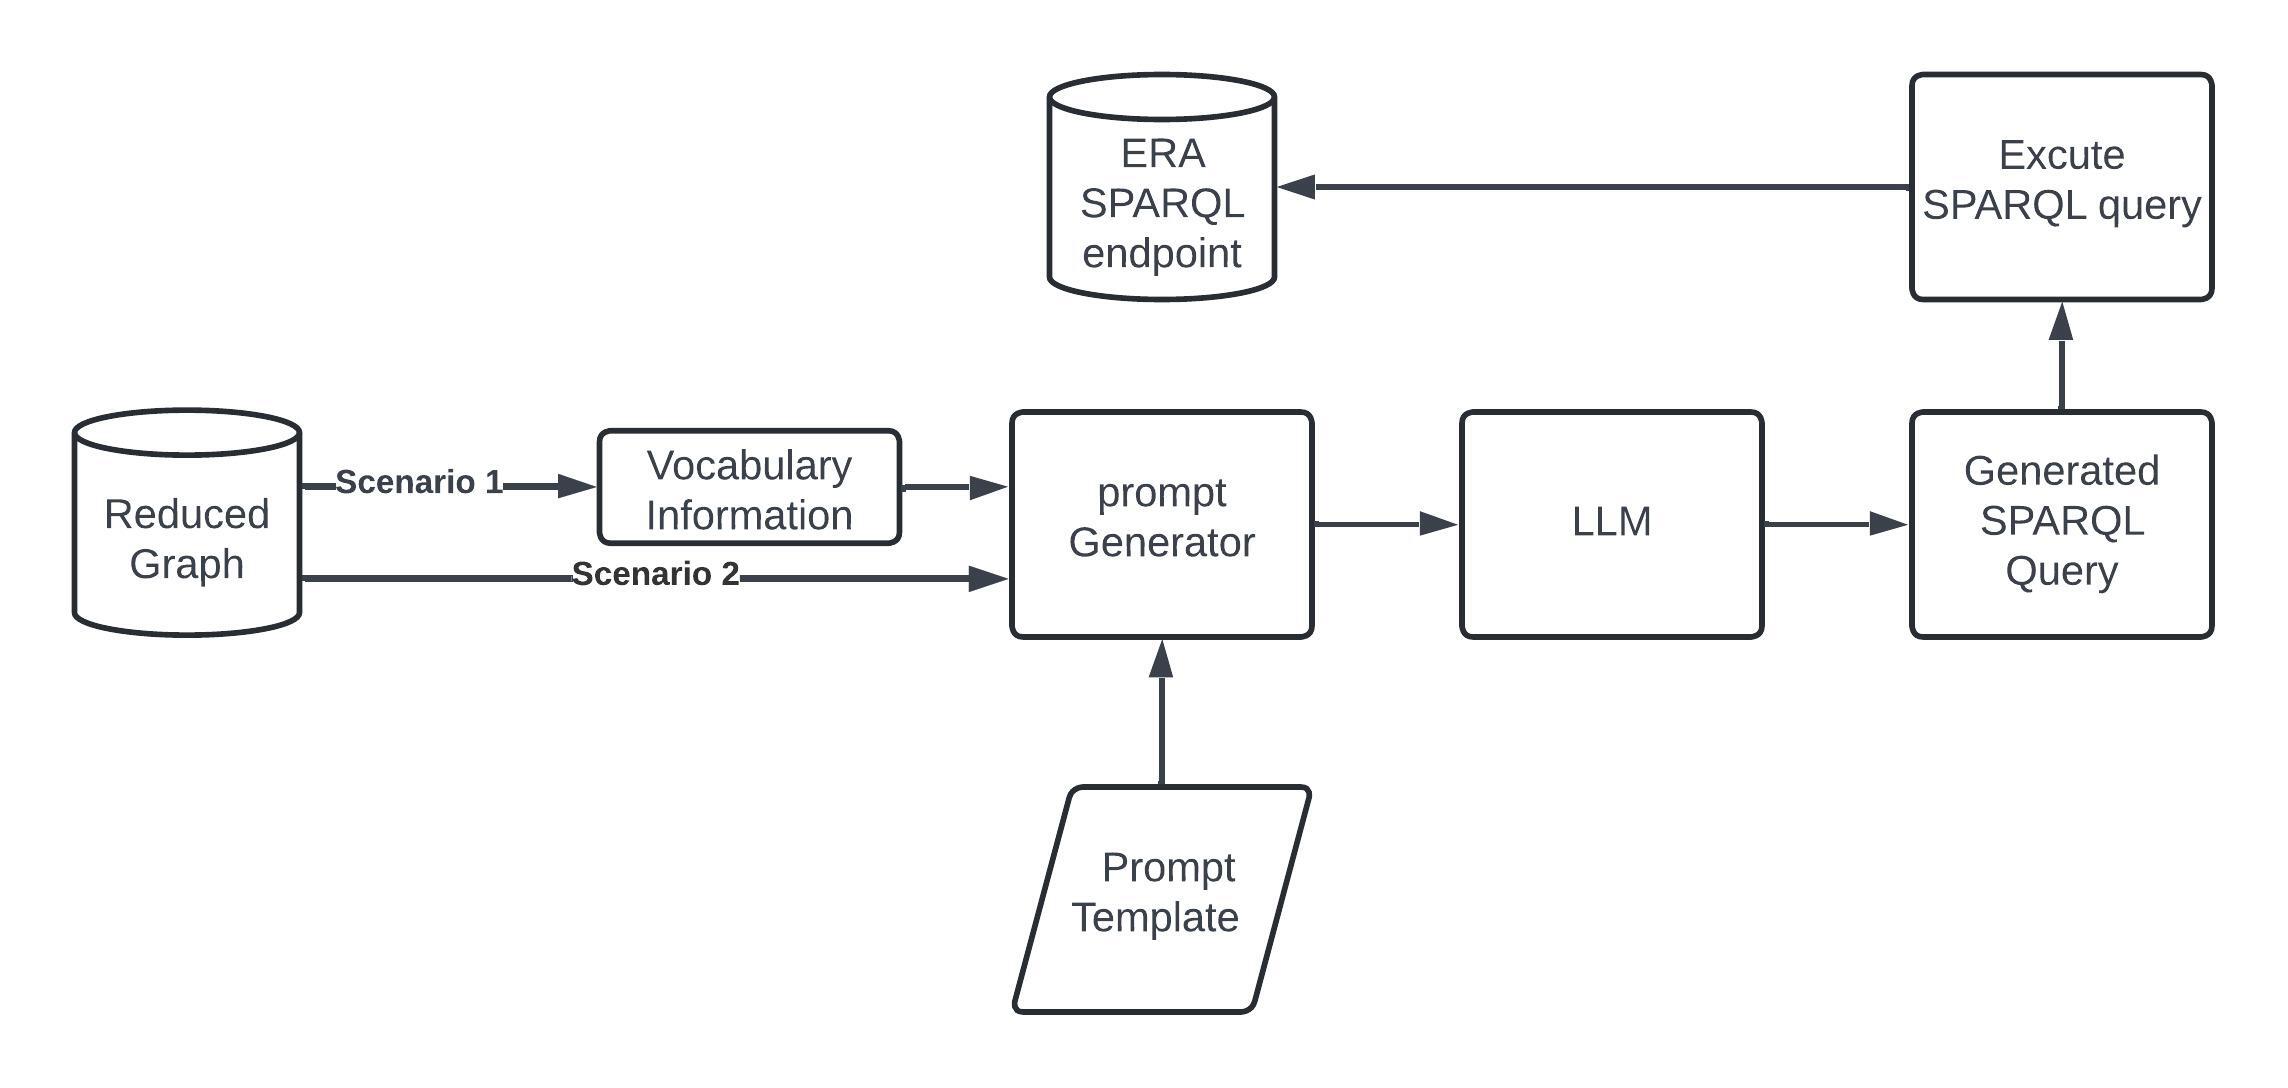 ERA
SPARQL
endpoint
Excute
SPARQL query
Reduced
Graph
Scenario 1
Vocabulary
Information
Scenario 2
prompt
Generator
LLM
Generated
SPARQL
Query
Prompt
Template